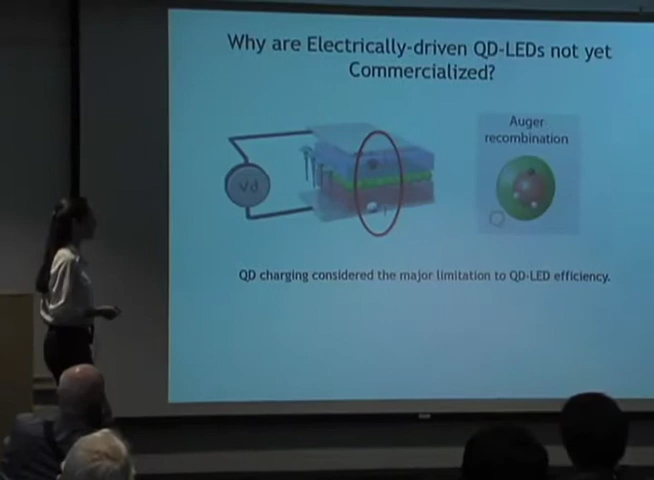 Why are Electrically-driven QD-LEDs not yet
Commercialized?
Auger
recombination
Vd
QD charging considered the major limitation to QD-LED efficiency.